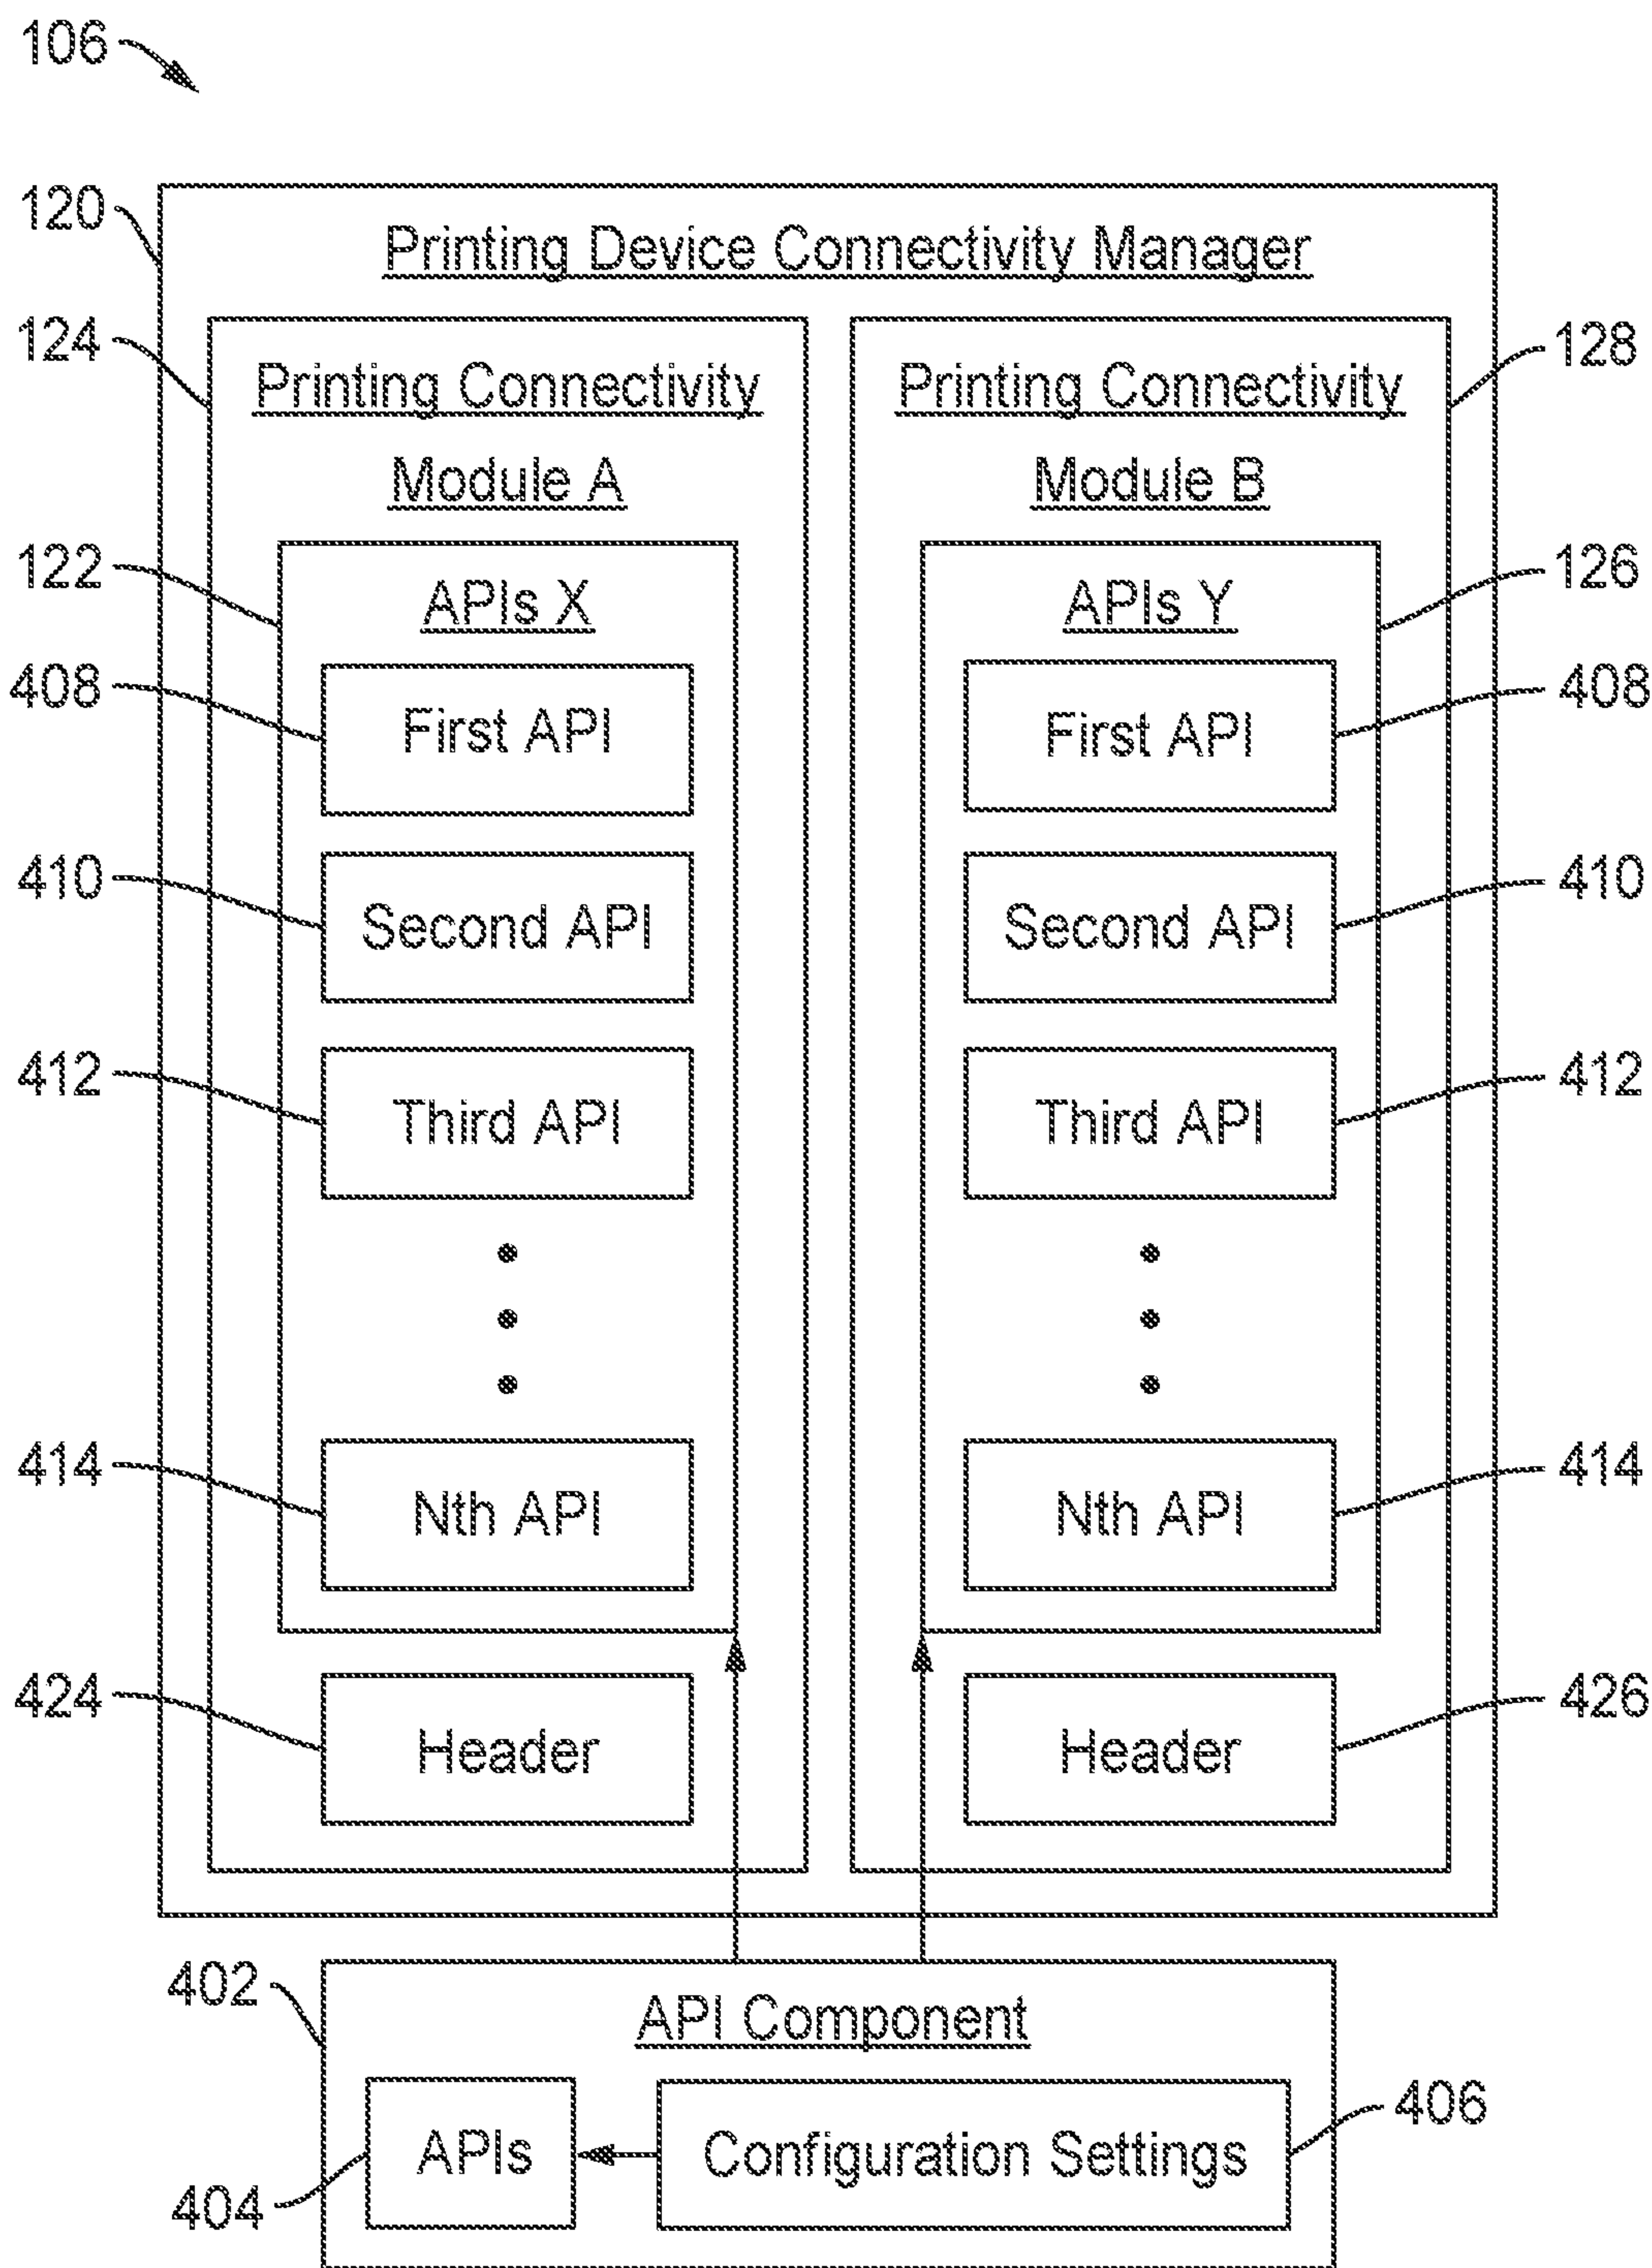 106
120
Printing Device Connectivity Manager
124
Printing Connectivity
Module A
122
APIs X
408
First API
410
Second API
412
Third API
414
Nth API
424
Header
128
Printing Connectivity
Module B
126
APIs Y
408
First API
410
Second API
412
Third API
414
Nth API
426
Header
402
API Component
404
APIs
Configuration Settings
406